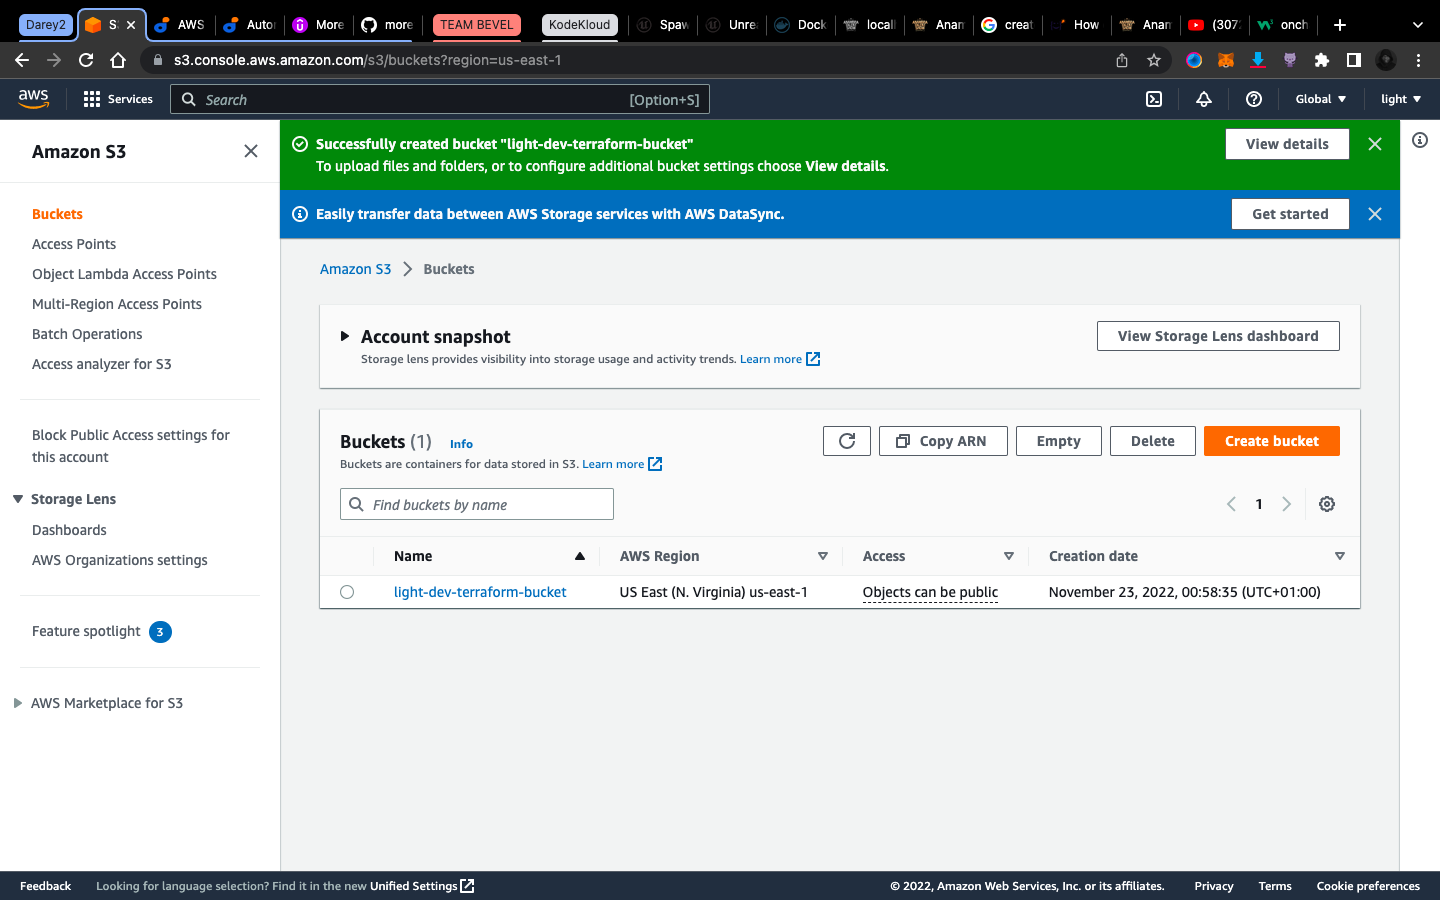 Darey2
S3
AWS
Auto
More
more
TEAM BEVEL
KodeKloud
Spaw
Unre
Dock
locall
Anam
creat
How
Anam
(307
onch
s3.console.aws.amazon.com/s3/buckets?region=us-east-1
aws
Services
Search
[Option+S]
Global
light
Amazon S3
Buckets
Access Points
Object Lambda Access Points
Multi-Region Access Points
Batch Operations
Access analyzer for S3
Block Public Access settings for
this account
Storage Lens
Dashboards
AWS Organizations settings
Feature spotlight 3
AWS Marketplace for S3
Successfully created bucket "light-dev-terraform-bucket"
To upload files and folders, or to configure additional bucket settings choose View details.
View details
Easily transfer data between AWS Storage services with AWS DataSync.
Get started
Amazon S3 Buckets
Account snapshot
Storage lens provides visibility into storage usage and activity trends. Learn more
View Storage Lens dashboard
Buckets (1) Info
Buckets are containers for data stored in S3. Learn more
Copy ARN
Empty
Delete
Create bucket
Find buckets by name
1
Name AWS Region Access Creation date
light-dev-terraform-bucket US East (N. Virginia) us-east-1 Objects can be public November 23, 2022, 00:58:35 (UTC+01:00)
Feedback Looking for language selection? Find it in the new Unified Settings © 2022, Amazon Web Services, Inc. or its affiliates. Privacy Terms Cookie preferences